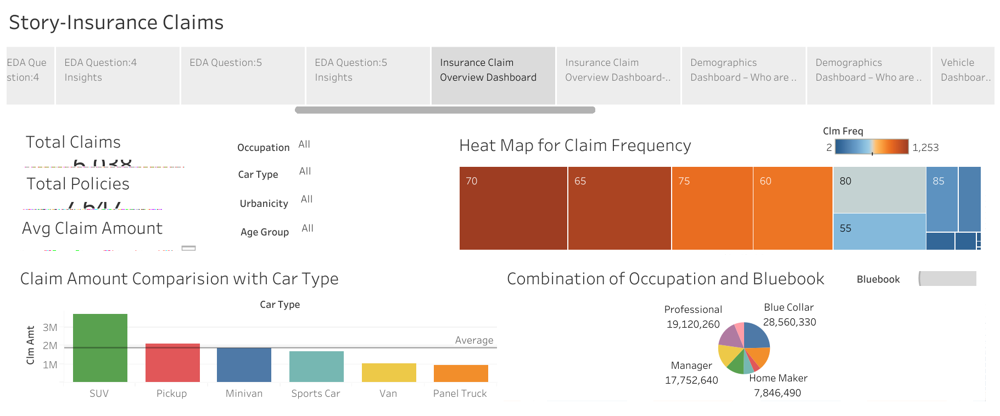 Story-Insurance Claims
EDA Que
stion:4
EDA Question:4
Insights
EDA Question:5
EDA Question:5
Insights
Insurance Claim
Overview Dashboard
Insurance Claim
Overview Dashboard-..
Demographics
Dashboard – Who are ..
Demographics
Dashboard – Who are ..
Vehicle
Dashboar..
Total Claims
Total Policies
Avg Claim Amount
Occupation All
Car Type All
Urbanicity All
Age Group All
Heat Map for Claim Frequency
Clm Freq
2 1,253
70 65 75 60 80 85
55
Claim Amount Comparision with Car Type
Car Type
Clm Amt
3M
2M
1M
Average
SUV Pickup Minivan Sports Car Van Panel Truck
Combination of Occupation and Bluebook
Bluebook
Professional
19,120,260
Blue Collar
28,560,330
Manager
17,752,640
Home Maker
7,846,490